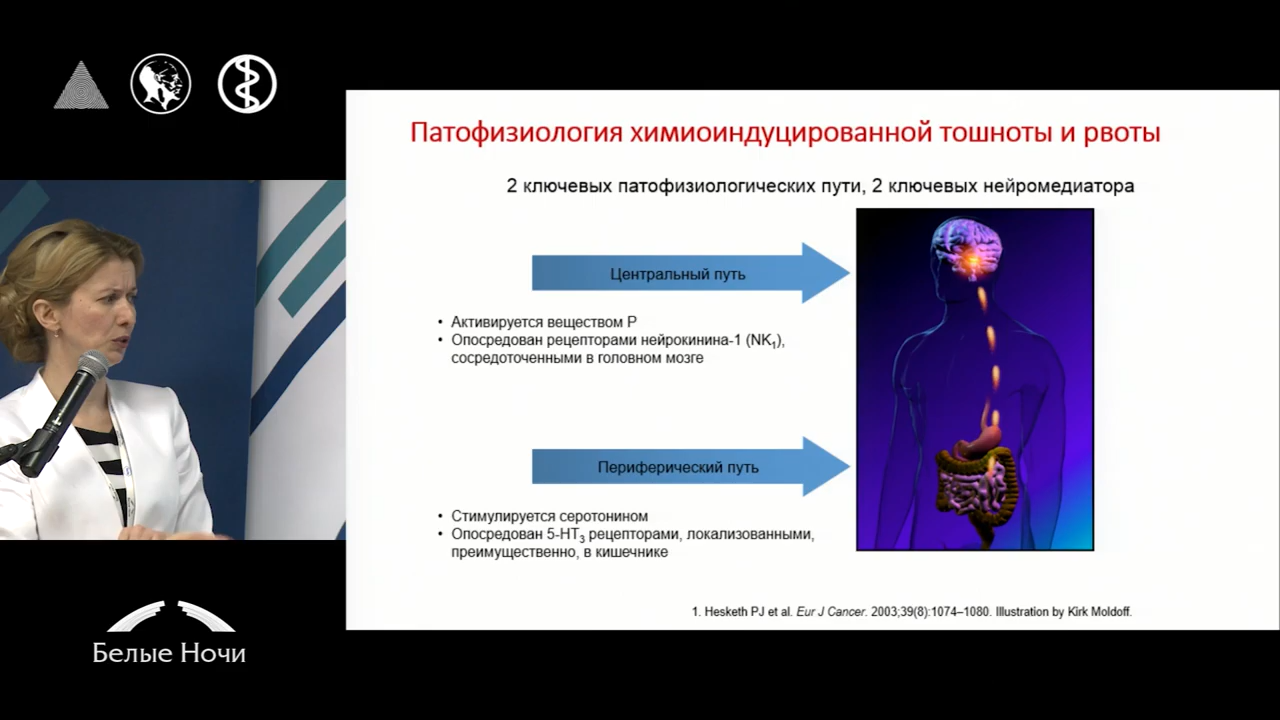 Патофизиология химиоиндуцированной тошноты и рвоты
2 ключевых патофизиологических пути, 2 ключевых нейромедиатора
Центральный путь
• Активируется веществом P
• Опосредован рецепторами нейрокинина-1 (NK₁),
сосредоточенными в головном мозге
Периферический путь
• Стимулируется серотонином
• Опосредован 5-HT₃ рецепторами, локализованными,
преимущественно, в кишечнике
1. Hesketh PJ et al. Eur J Cancer. 2003;39(8):1074–1080. Illustration by Kirk Moldoff.
Белые Ночи